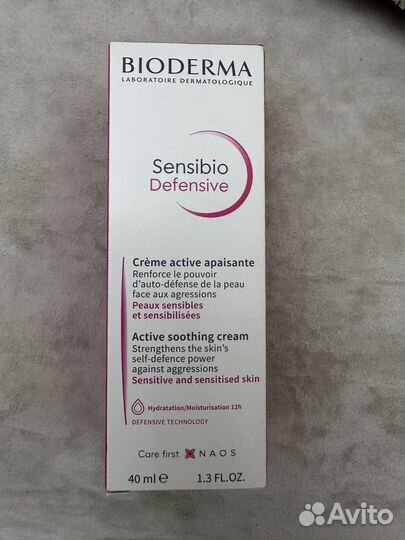 BIODERMA
LABORATOIRE DERMATOLOGIQUE
Sensibio
Defensive
Crème active apaisante
Renforce le pouvoir
d'auto-défense de la peau
face aux agressions
Peaux sensibles
et sensibilisées
Active soothing cream
Strengthens the skin's
self-defence power
against aggressions
Sensitive and sensitised skin
Hydratation/Moisturisation 12h
DEFENSIVE TECHNOLOGY
Care first. NAOS
40 ml ℮ 1.3 FL.OZ.
Avito